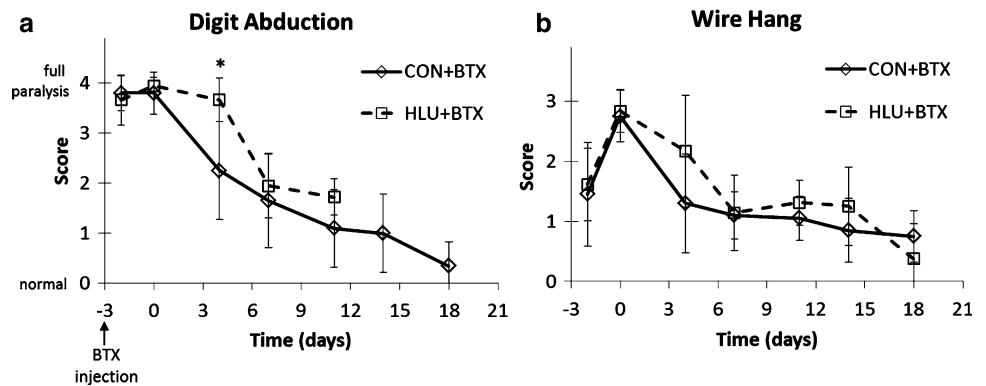 a
Digit Abduction
full
paralysis
4
3
2
1
normal 0
Score
*
CON+BTX
HLU+BTX
-3 0 3 6 9 12 15 18 21
Time (days)
BTX
injection
b
Wire Hang
3
2
1
0
Score
CON+BTX
HLU+BTX
-3 0 3 6 9 12 15 18 21
Time (days)